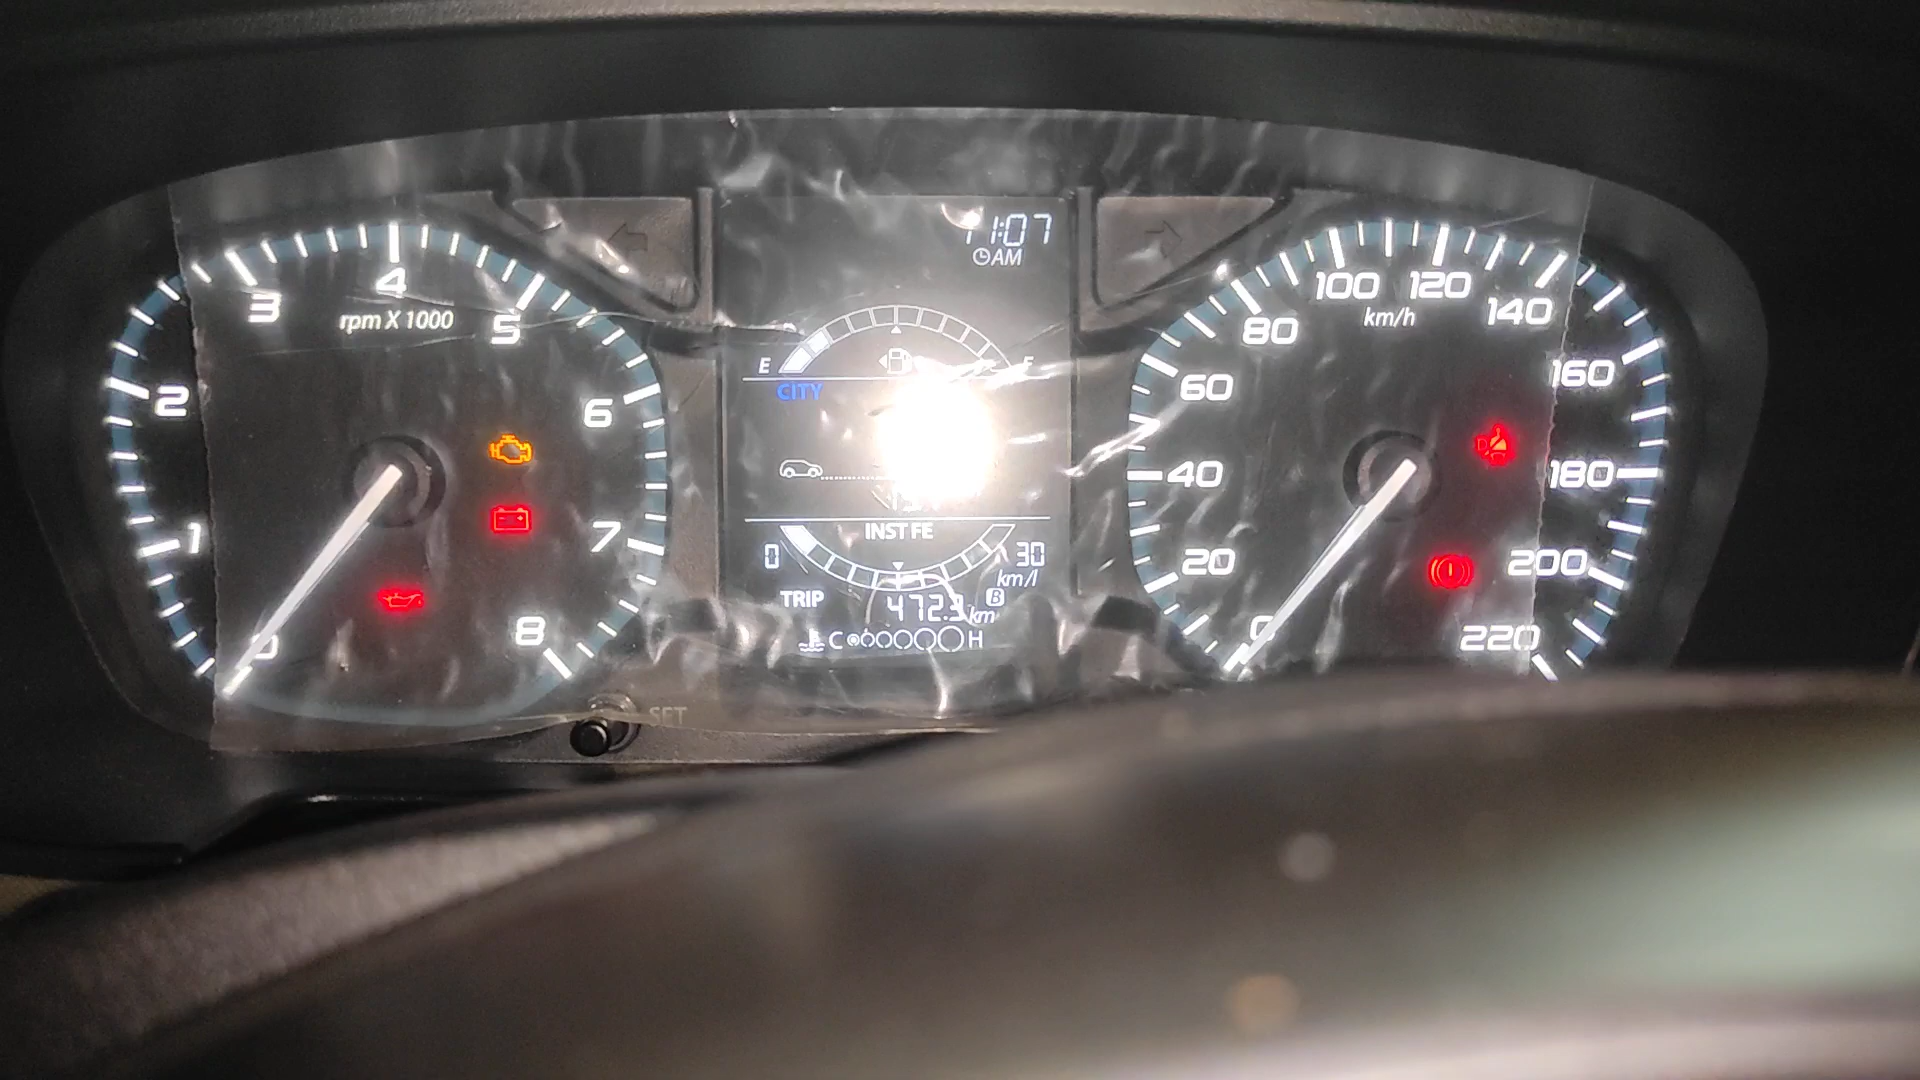 11:07
AM
3 4 5
rpm X 1000
2 6
1 7
0 8
E F
CITY
INST FE
0 30
km/l
TRIP B
472.3 km
C H
SET
100 120
80 140
km/h
60 160
40 180
20 200
0 220
D